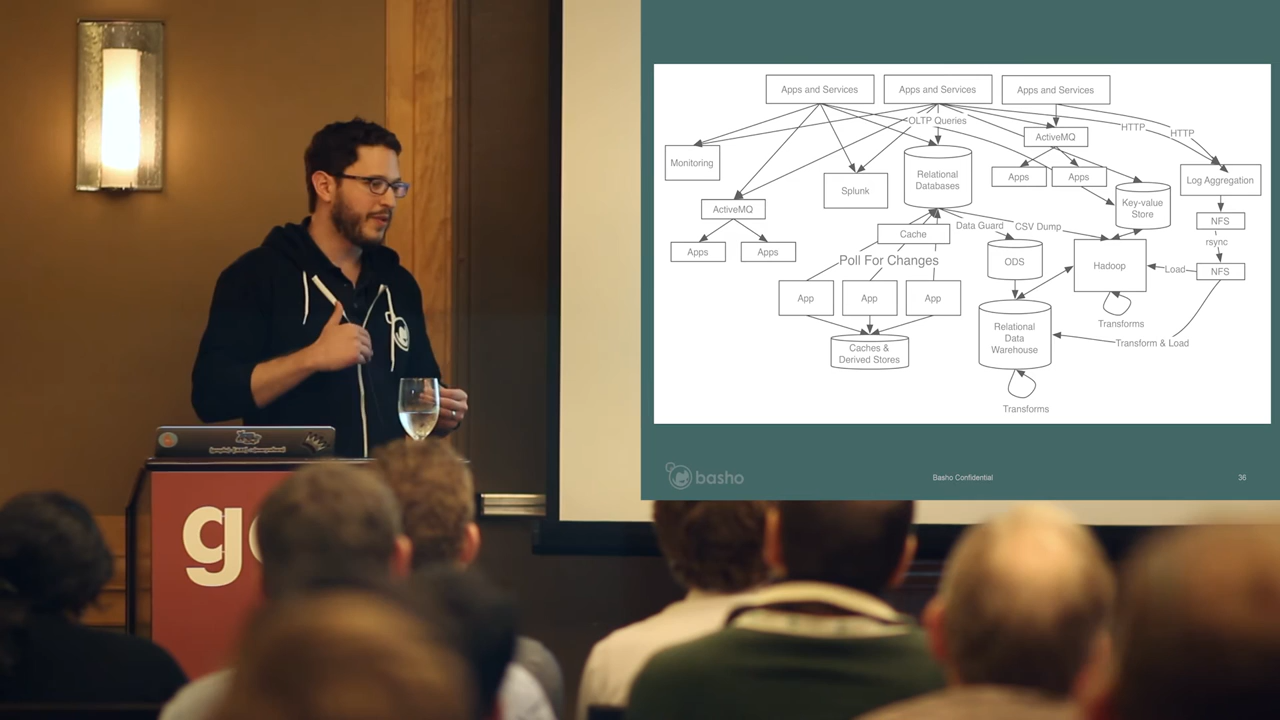 Apps and Services
Apps and Services
Apps and Services
OLTP Queries
HTTP
HTTP
ActiveMQ
Monitoring
Splunk
Relational
Databases
Apps
Apps
Key-value
Store
Log Aggregation
ActiveMQ
NFS
Cache
Data Guard
CSV Dump
rsync
Apps
Apps
Poll For Changes
ODS
Hadoop
Load
NFS
App
App
App
Transforms
Relational
Data
Warehouse
Transform & Load
Caches &
Derived Stores
Transforms
basho
Basho Confidential
36
go